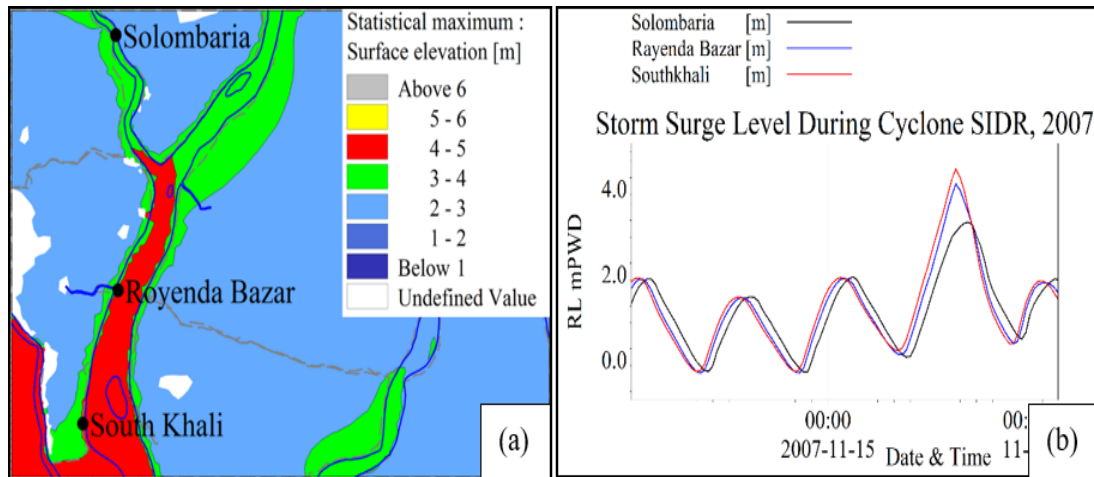 Solombaria
Royenda Bazar
South Khali
Statistical maximum :
Surface elevation [m]
Above 6
5 - 6
4 - 5
3 - 4
2 - 3
1 - 2
Below 1
Undefined Value
(a)
Solombaria [m]
Rayenda Bazar [m]
Southkhali [m]
Storm Surge Level During Cyclone SIDR, 2007
RL mPWD
4.0
2.0
0.0
00:00
2007-11-15
Date & Time
00:
11-
(b)